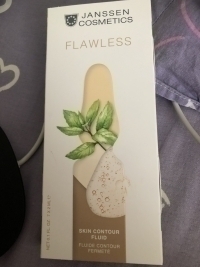 JANSSEN
COSMETICS
FLAWLESS
SKIN CONTOUR
FLUID
FLUIDE CONTOUR
FERMETÉ